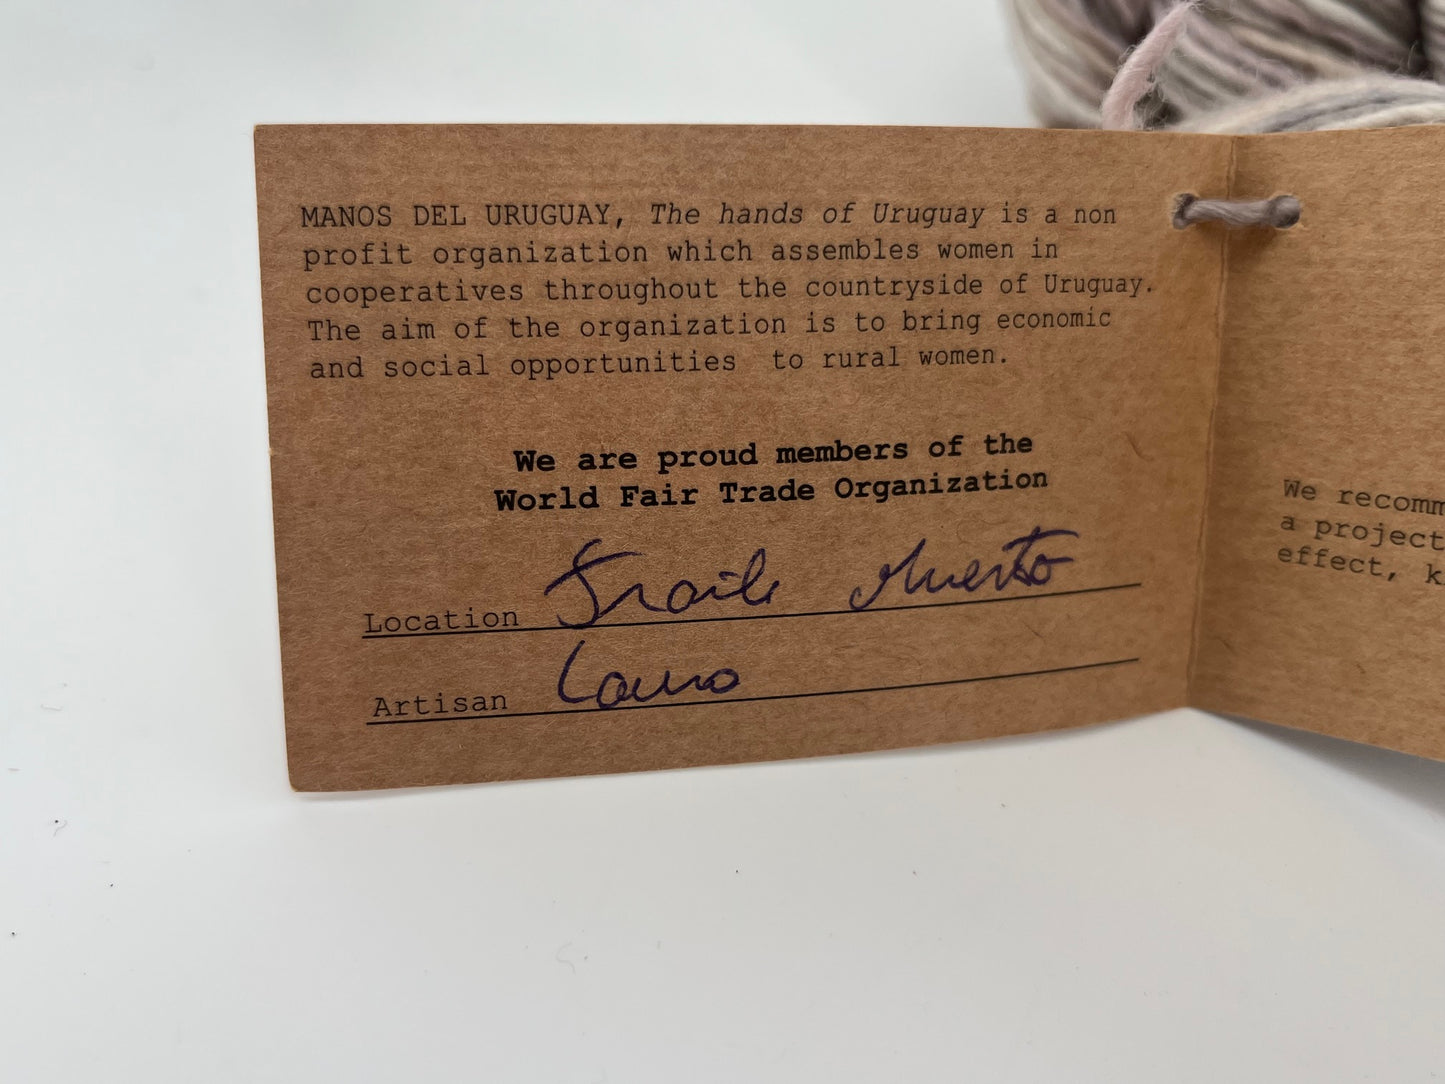 MANOS DEL URUGUAY, The hands of Uruguay is a non
profit organization which assembles women in
cooperatives throughout the countryside of Uruguay.
The aim of the organization is to bring economic
and social opportunities to rural women.
We are proud members of the
World Fair Trade Organization
Location Fraile Muerto
Artisan
We recomm
a project
effect, k